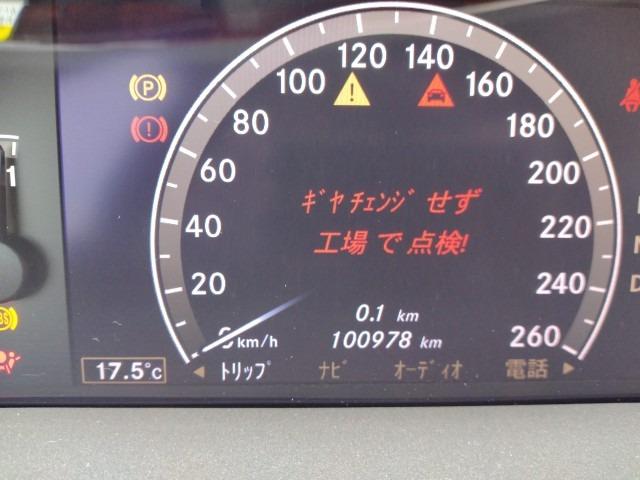 120 140
100 160
P ! !
80 180
60 200
ギヤチェンジ せず
1
40 220
工場 で 点検!
20 240
0.1 km
0 km/h 100978 km 260
17.5°C ◀ トリップ ナビ オーディオ 電話 ▶